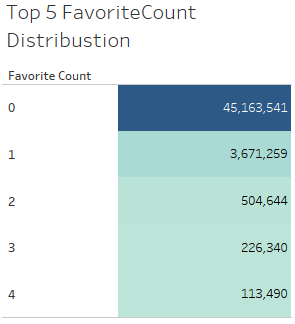 Top 5 FavoriteCount
Distribustion
Favorite Count
0 45,163,541
1 3,671,259
2 504,644
3 226,340
4 113,490